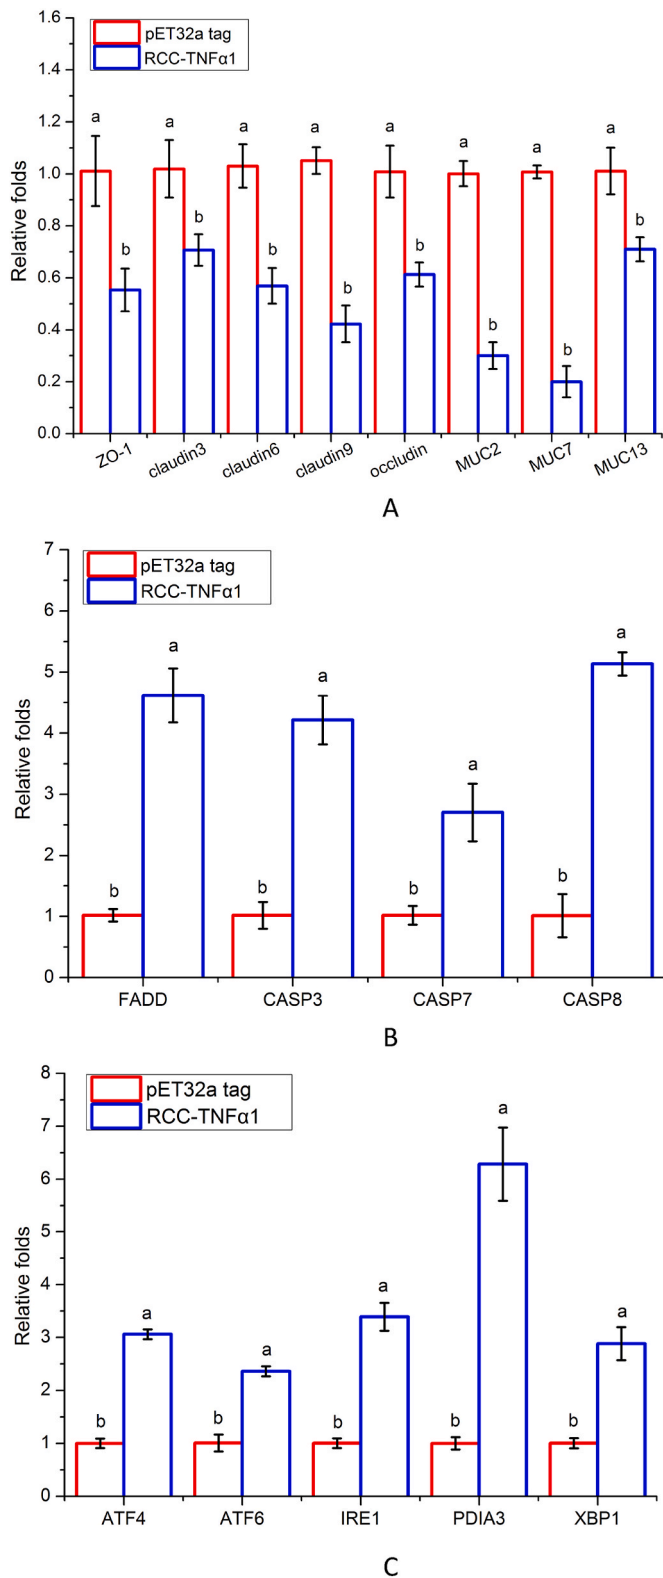 1.6
1.4
1.2
1.0
0.8
0.6
0.4
0.2
0.0
Relative folds
pET32a tag
RCC-TNFα1
a a a a a a a a
b b b b b b b b
ZO-1 claudin3 claudin6 claudin9 occludin MUC2 MUC7 MUC13
A
7
6
5
4
3
2
1
0
Relative folds
pET32a tag
RCC-TNFα1
a a a a
b b b b
FADD CASP3 CASP7 CASP8
B
8
7
6
5
4
3
2
1
0
Relative folds
pET32a tag
RCC-TNFα1
a a a a a
b b b b b
ATF4 ATF6 IRE1 PDIA3 XBP1
C